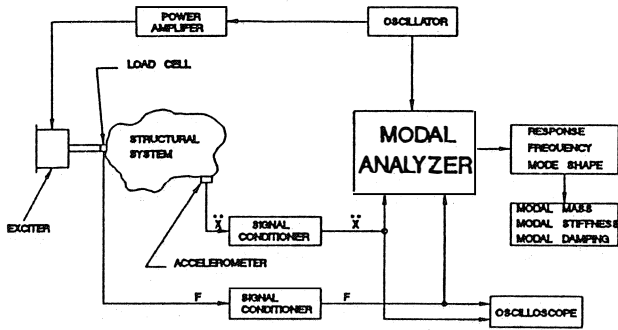 POWER
AMPLIFER
OSCILLATOR
LOAD CELL
STRUCTURAL
SYSTEM
MODAL
ANALYZER
RESPONSE
FREQUENCY
MODE SHAPE
MODAL MASS
MODAL STIFFNESS
MODAL DAMPING
EXCITER
Ẍ
SIGNAL
CONDITIONER
Ẍ
ACCELEROMETER
F
SIGNAL
CONDITIONER
F
OSCILLOSCOPE